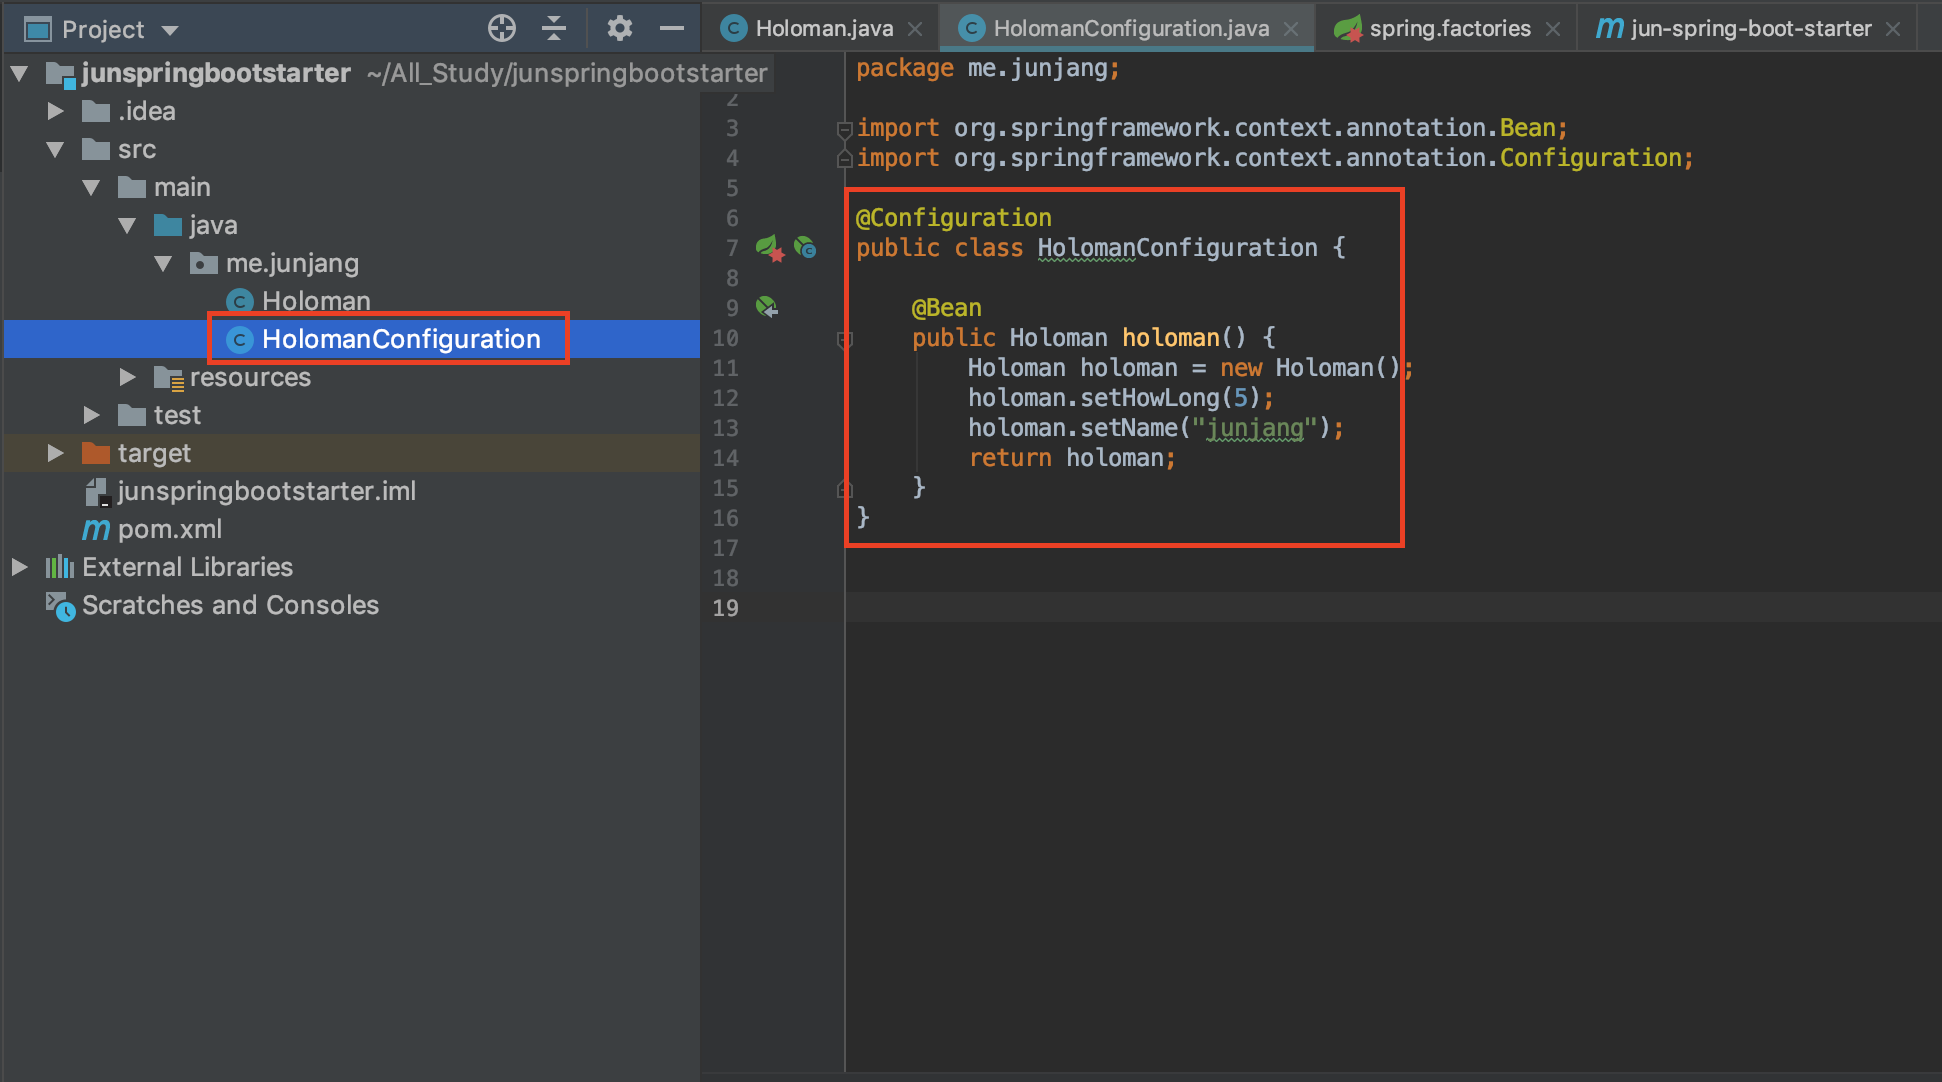 Project
junspringbootstarter ~/All_Study/junspringbootstarter
.idea
src
main
java
me.junjang
Holoman
HolomanConfiguration
resources
test
target
junspringbootstarter.iml
pom.xml
External Libraries
Scratches and Consoles
Holoman.java
HolomanConfiguration.java
spring.factories
jun-spring-boot-starter
package me.junjang;
2
3 import org.springframework.context.annotation.Bean;
4 import org.springframework.context.annotation.Configuration;
5
6 @Configuration
7 public class HolomanConfiguration {
8
9 @Bean
10 public Holoman holoman() {
11 Holoman holoman = new Holoman();
12 holoman.setHowLong(5);
13 holoman.setName("junjang");
14 return holoman;
15 }
16 }
17
18
19